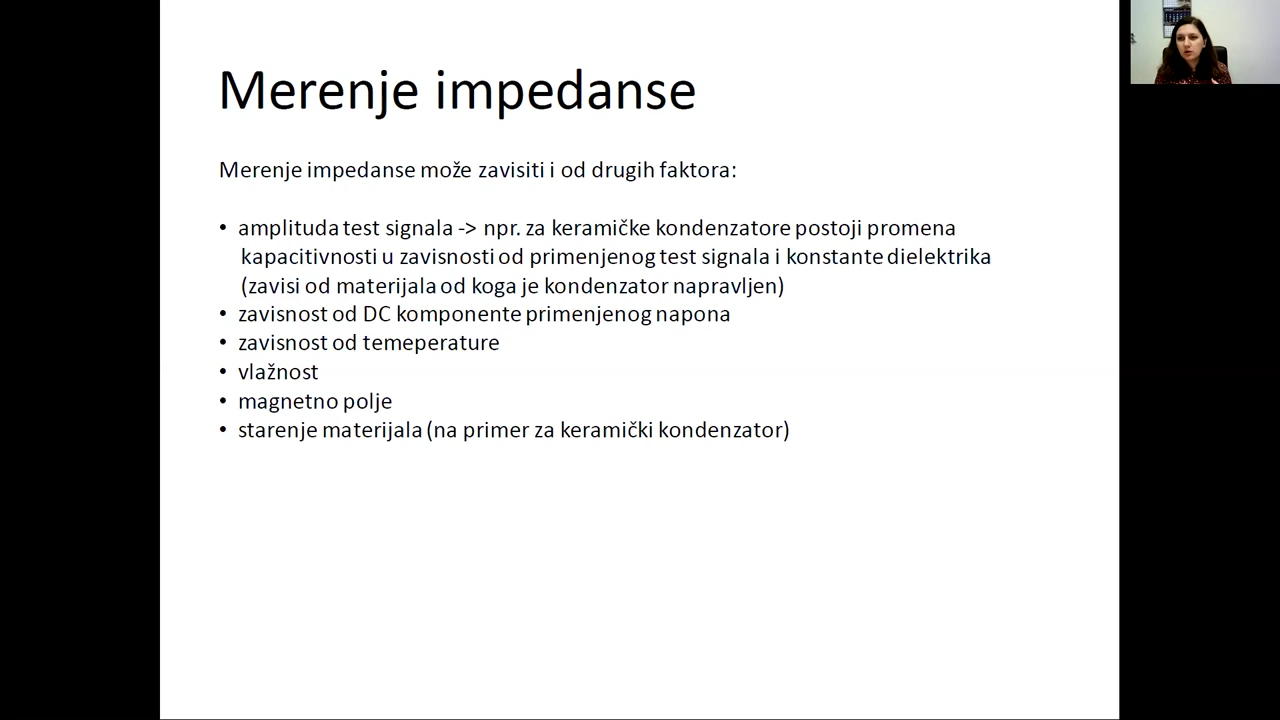 Merenje impedanse
Merenje impedanse može zavisiti i od drugih faktora:
• amplituda test signala -> npr. za keramičke kondenzatore postoji promena
kapacitivnosti u zavisnosti od primenjenog test signala i konstante dielektrika
(zavisi od materijala od koga je kondenzator napravljen)
• zavisnost od DC komponente primenjenog napona
• zavisnost od temeperature
• vlažnost
• magnetno polje
• starenje materijala (na primer za keramički kondenzator)